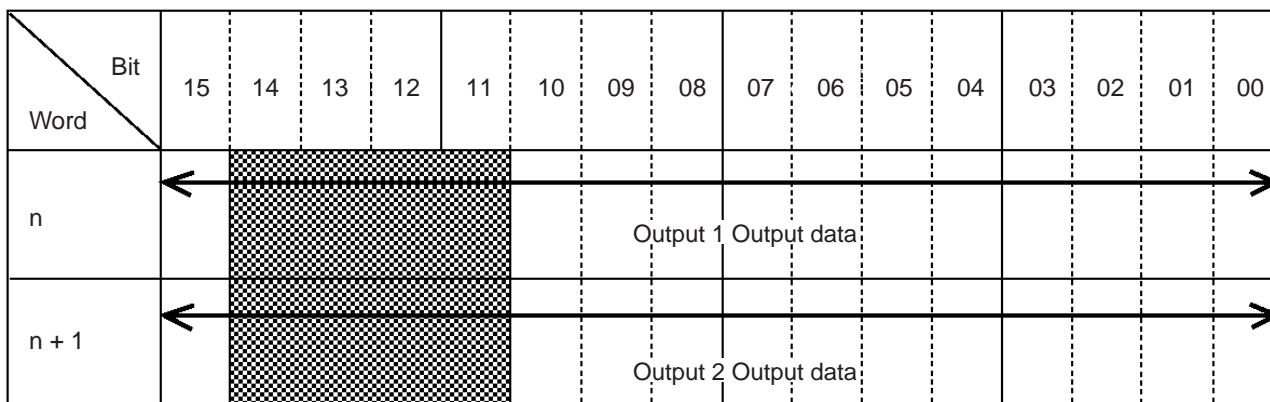 Bit
Word
15 14 13 12 11 10 09 08 07 06 05 04 03 02 01 00
n
Output 1 Output data
n + 1
Output 2 Output data